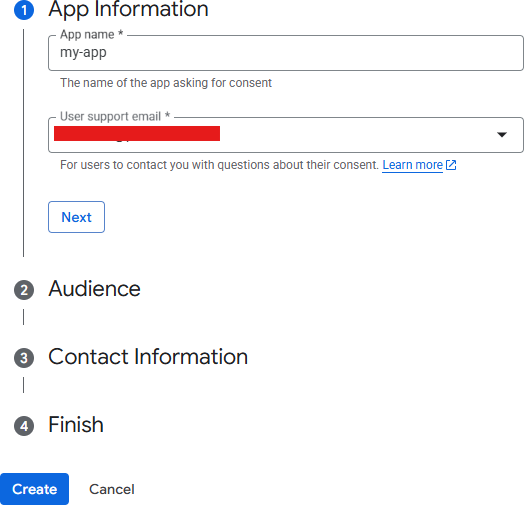 1 App Information
App name *
my-app
The name of the app asking for consent
User support email *
For users to contact you with questions about their consent. Learn more
Next
2 Audience
3 Contact Information
4 Finish
Create Cancel